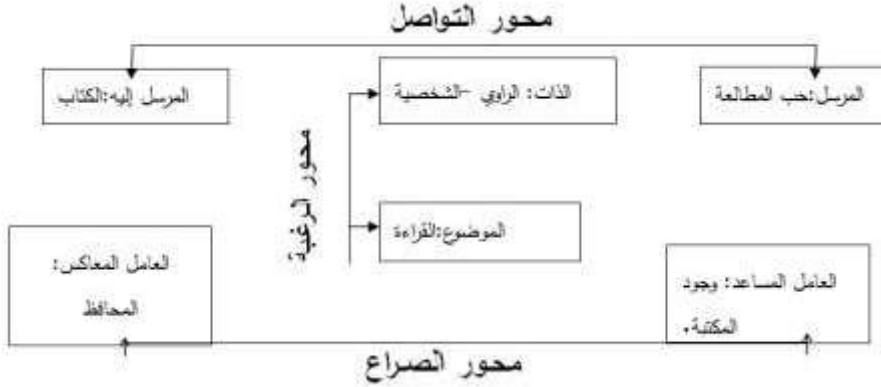 محور التواصل
المرسل:حب المطالعة
الذات: الراوي –الشخصية
المرسل إليه:الكتاب
محور الرغبة
الموضوع:القراءة
العامل المساعد: وجود
المكتبة.
العامل المعاكس:
المحافظ
محور الصراع